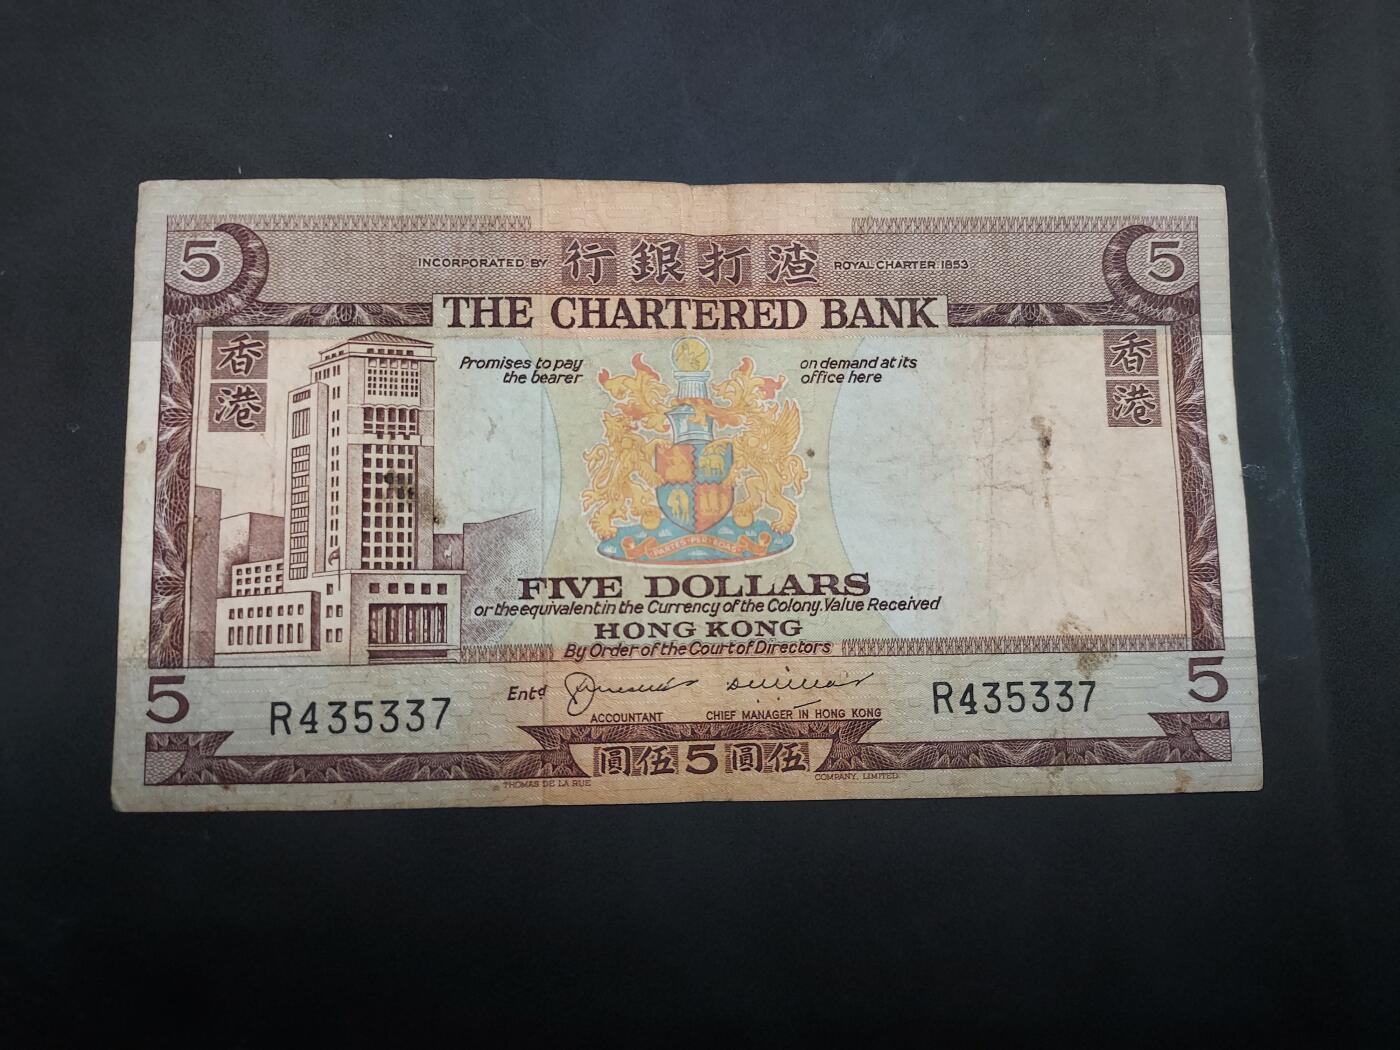 5 INCORPORATED BY 行銀打渣 ROYAL CHARTER 1853 5
THE CHARTERED BANK
香港 香港
Promises to pay the bearer
on demand at its office here
PARTES·PER·EOAS
FIVE DOLLARS
or the equivalent in the Currency of the Colony. Value Received
HONG KONG
By Order of the Court of Directors
5 5
R435337 Entd R435337
ACCOUNTANT CHIEF MANAGER IN HONG KONG
圓伍 5 圓伍
THOMAS DE LA RUE COMPANY, LIMITED